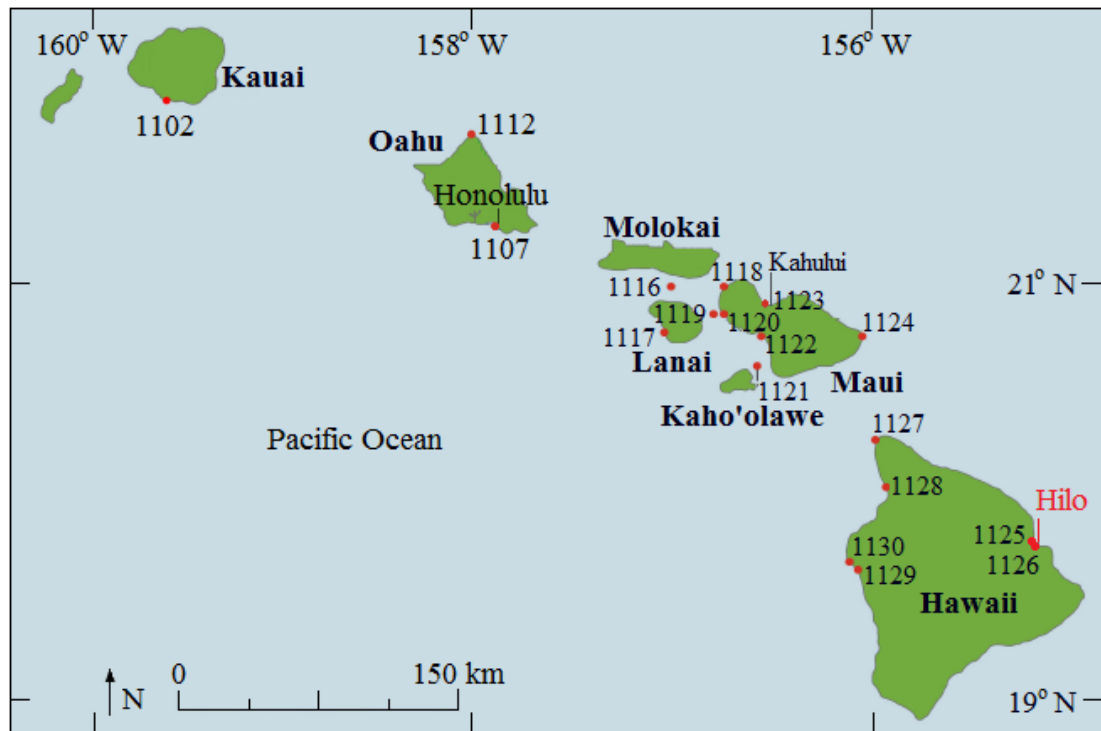 160° W
158° W
156° W
Kauai
1102
1112
Oahu
Honolulu
1107
Molokai
1118
Kahului
1116
1123
21° N
1119
1120
1124
1117
1122
Lanai
Maui
1121
Kaho'olawe
1127
Pacific Ocean
1128
Hilo
1125
1130
1126
1129
Hawaii
0
150 km
N
19° N